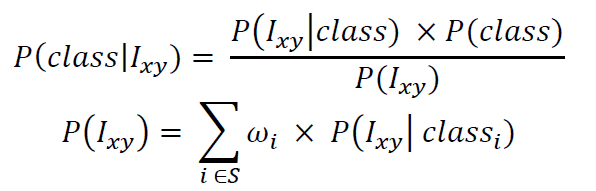 P(class|I_xy) = P(I_xy|class) × P(class) / P(I_xy)
P(I_xy) = ∑_{i ∈S} ω_i × P(I_xy| class_i)